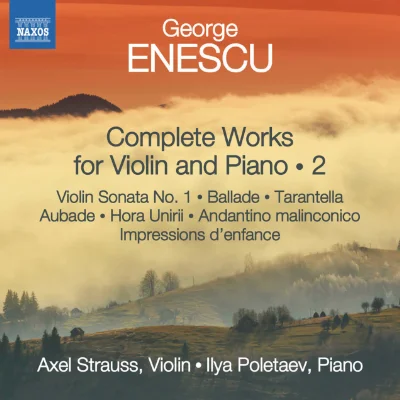 NAXOS
George
ENESCU
Complete Works
for Violin and Piano • 2
Violin Sonata No. 1 • Ballade • Tarantella
Aubade • Hora Unirii • Andantino malinconico
Impressions d’enfance
Axel Strauss, Violin • Ilya Poletaev, Piano